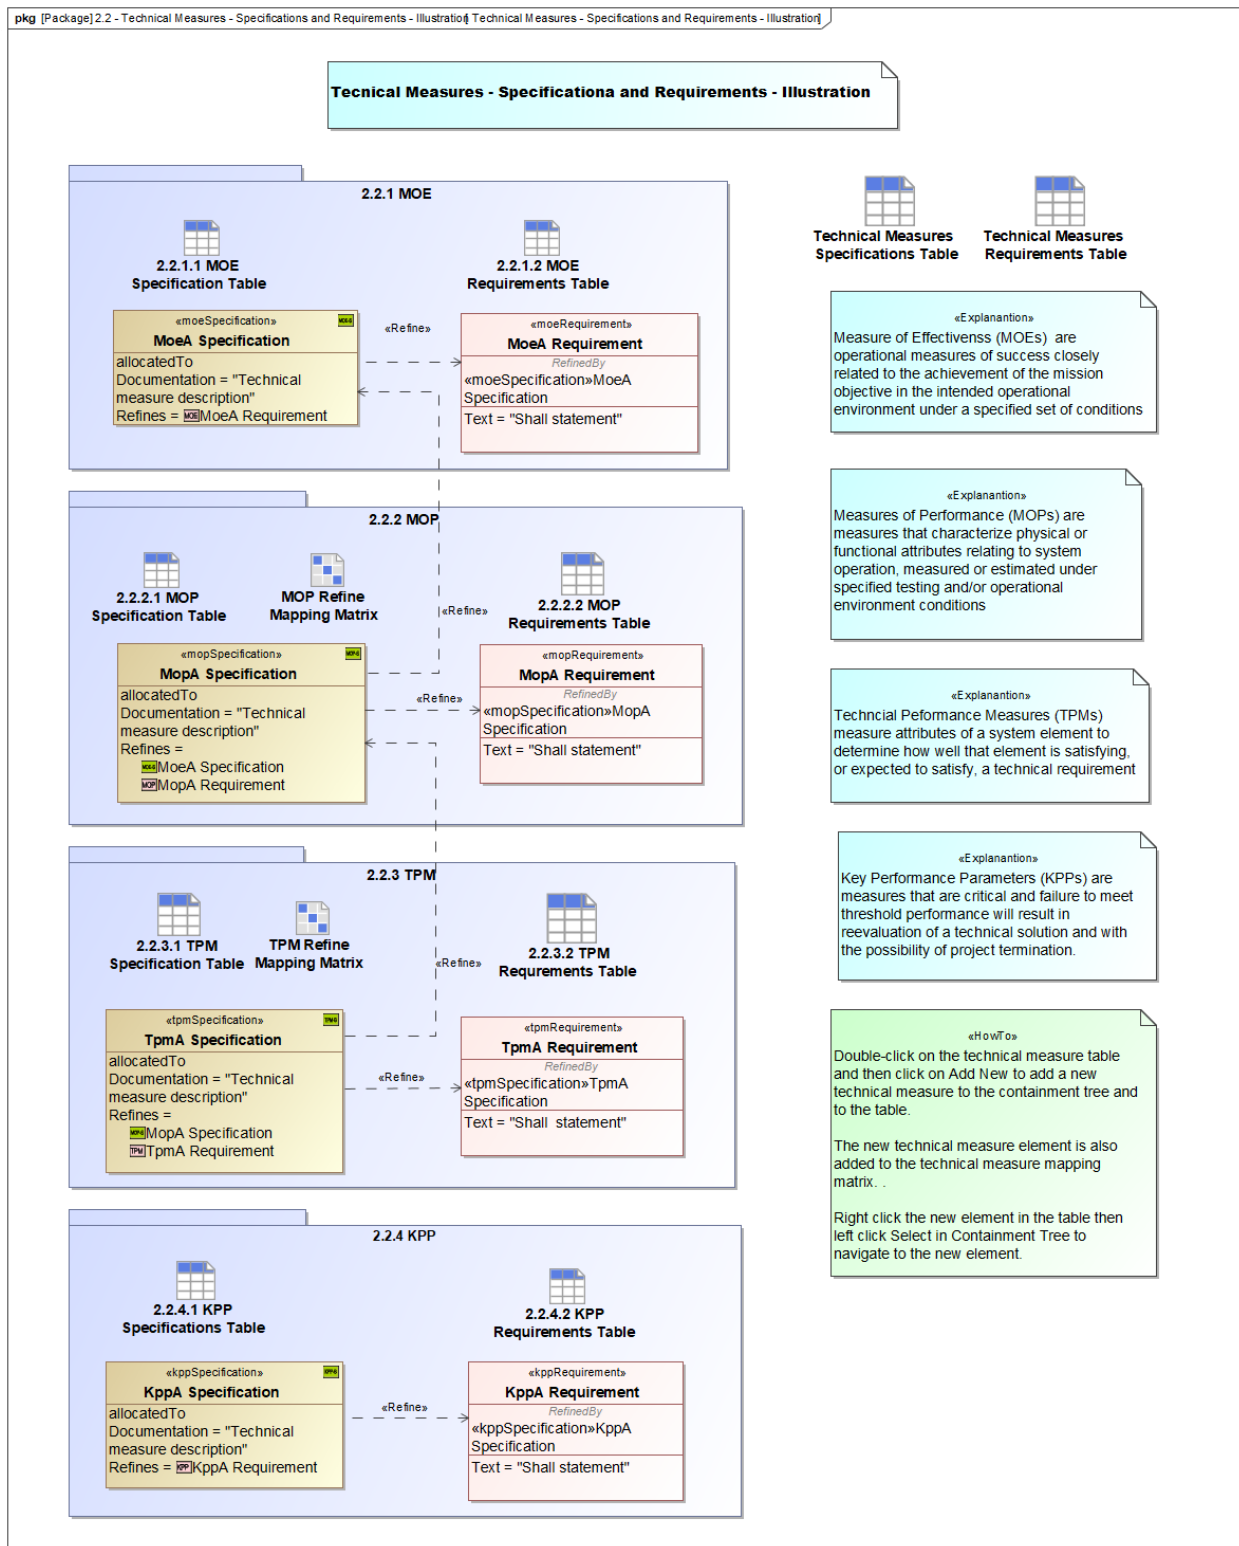 pkg [Package] 2.2 - Technical Measures - Specifications and Requirements - Illustration[ Technical Measures - Specifications and Requirements - Illustration]
Tecnical Measures - Specificationa and Requirements - Illustration
2.2.1 MOE
2.2.1.1 MOE
Specification Table
2.2.1.2 MOE
Requirements Table
«moeSpecification»
MOE-S
MoeA Specification
allocatedTo
Documentation = "Technical
measure description"
Refines = MOE MoeA Requirement
«Refine»
«moeRequirement»
MoeA Requirement
RefinedBy
«moeSpecification»MoeA
Specification
Text = "Shall statement"
2.2.2 MOP
2.2.2.1 MOP
Specification Table
MOP Refine
Mapping Matrix
«Refine»
2.2.2.2 MOP
Requirements Table
«mopSpecification»
MOP-S
MopA Specification
allocatedTo
Documentation = "Technical
measure description"
Refines =
MOE-S MoeA Specification
MOP MopA Requirement
«Refine»
«mopRequirement»
MopA Requirement
RefinedBy
«mopSpecification»MopA
Specification
Text = "Shall statement"
2.2.3 TPM
2.2.3.1 TPM
Specification Table
TPM Refine
Mapping Matrix
«Refine»
2.2.3.2 TPM
Requrements Table
«tpmSpecification»
TPM-S
TpmA Specification
allocatedTo
Documentation = "Technical
measure description"
Refines =
MOP-S MopA Specification
TPM TpmA Requirement
«Refine»
«tpmRequirement»
TpmA Requirement
RefinedBy
«tpmSpecification»TpmA
Specification
Text = "Shall  statement"
2.2.4 KPP
2.2.4.1 KPP
Specifications Table
2.2.4.2 KPP
Requirements Table
«kppSpecification»
KPP-S
KppA Specification
allocatedTo
Documentation = "Technical
measure description"
Refines = KPP KppA Requirement
«Refine»
«kppRequirement»
KppA Requirement
RefinedBy
«kppSpecification»KppA
Specification
Text = "Shall statement"
Technical Measures
Specifications Table
Technical Measures
Requirements Table
«Explanantion»
Measure of Effectivenss (MOEs)  are
operational measures of success closely
related to the achievement of the mission
objective in the intended operational
environment under a specified set of conditions
«Explanantion»
Measures of Performance (MOPs) are
measures that characterize physical or
functional attributes relating to system
operation, measured or estimated under
specified testing and/or operational
environment conditions
«Explanantion»
Techncial Peformance Measures (TPMs)
measure attributes of a system element to
determine how well that element is satisfying,
or expected to satisfy, a technical requirement
«Explanantion»
Key Performance Parameters (KPPs) are
measures that are critical and failure to meet
threshold performance will result in
reevaluation of a technical solution and with
the possibility of project termination.
«HowTo»
Double-click on the technical measure table
and then click on Add New to add a new
technical measure to the containment tree and
to the table.
The new technical measure element is also
added to the technical measure mapping
matrix. .
Right click the new element in the table then
left click Select in Containment Tree to
navigate to the new element.